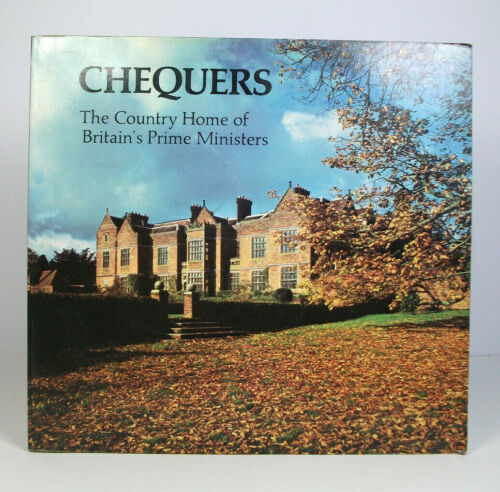 CHEQUERS
The Country Home of
Britain's Prime Ministers